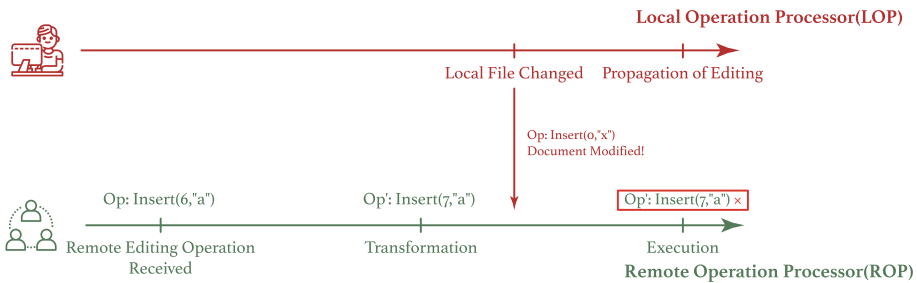 Local Operation Processor(LOP)
Local File Changed
Propagation of Editing
Op: Insert(0,"x")
Document Modified!
Op: Insert(6,"a")
Op': Insert(7,"a")
Op': Insert(7,"a") ×
Remote Editing Operation
Received
Transformation
Execution
Remote Operation Processor(ROP)